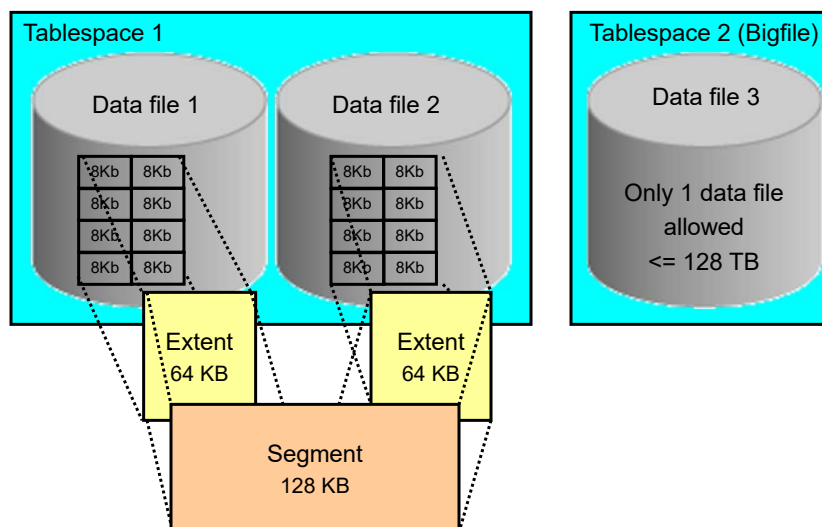 Tablespace 1
Data file 1
Data file 2
8Kb 8Kb
8Kb 8Kb
8Kb 8Kb
8Kb 8Kb
8Kb 8Kb
8Kb 8Kb
8Kb 8Kb
8Kb 8Kb
Extent
64 KB
Extent
64 KB
Segment
128 KB
Tablespace 2 (Bigfile)
Data file 3
Only 1 data file
allowed
<= 128 TB